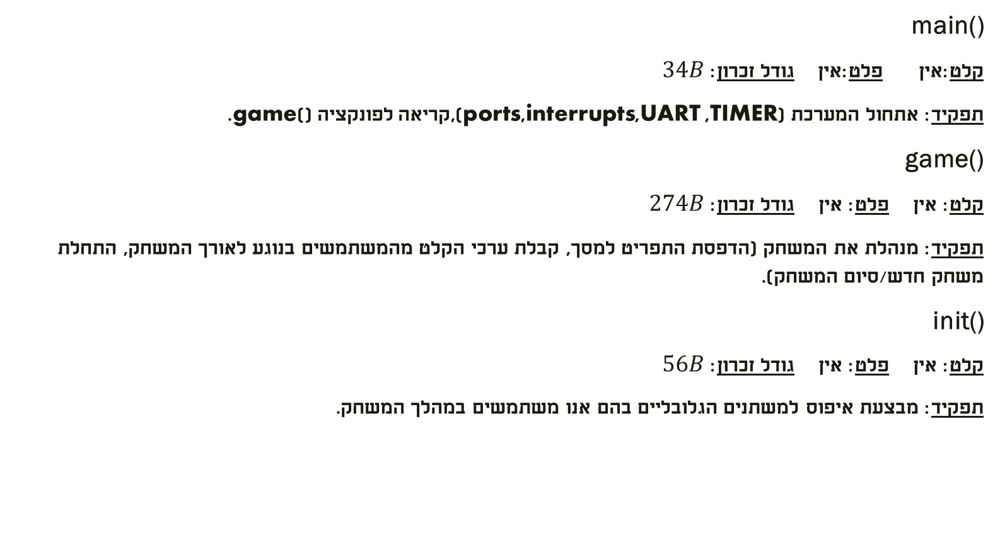 main()
קלט:אין פלט:אין גודל זכרון: 34B
תפקיד: אתחול המערכת (ports,interrupts,UART ,TIMER),קריאה לפונקציה game().
game()
קלט: אין פלט: אין גודל זכרון: 274B
תפקיד: מנהלת את המשחק (הדפסת התפריט למסך, קבלת ערכי הקלט מהמשתמשים בנוגע לאורך המשחק, התחלת
משחק חדש/סיום המשחק).
init()
קלט: אין פלט: אין גודל זכרון: 56B
תפקיד: מבצעת איפוס למשתנים הגלובליים בהם אנו משתמשים במהלך המשחק.